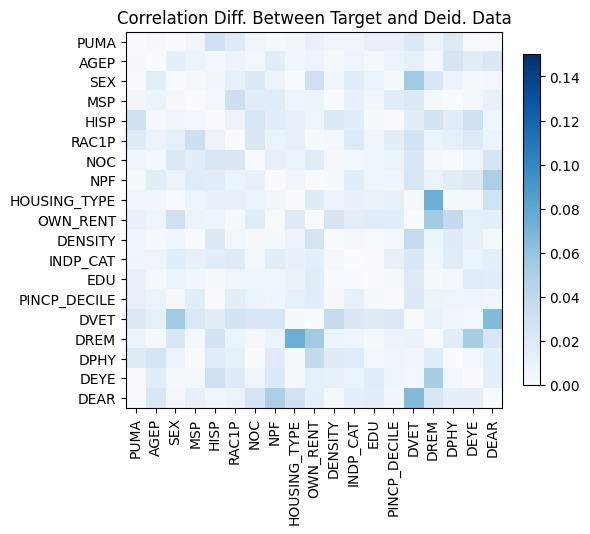 Correlation Diff. Between Target and Deid. Data
PUMA
AGEP
SEX
MSP
HISP
RAC1P
NOC
NPF
HOUSING_TYPE
OWN_RENT
DENSITY
INDP_CAT
EDU
PINCP_DECILE
DVET
DREM
DPHY
DEYE
DEAR
PUMA
AGEP
SEX
MSP
HISP
RAC1P
NOC
NPF
HOUSING_TYPE
OWN_RENT
DENSITY
INDP_CAT
EDU
PINCP_DECILE
DVET
DREM
DPHY
DEYE
DEAR
0.14
0.12
0.10
0.08
0.06
0.04
0.02
0.00